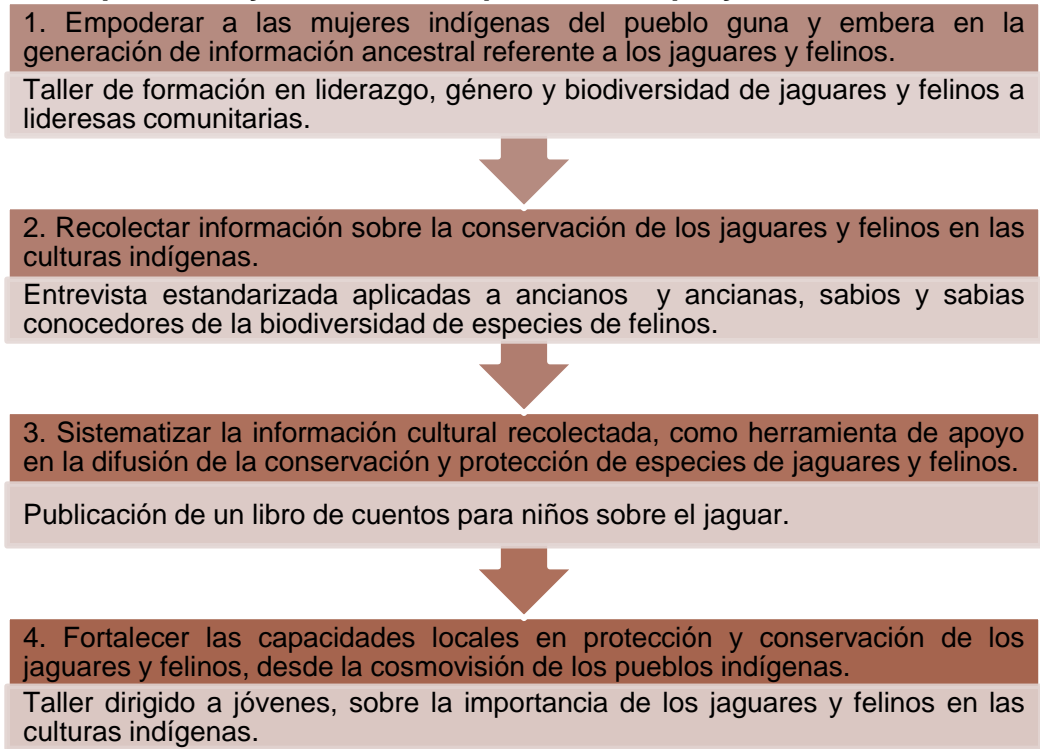 1. Empoderar a las mujeres indígenas del pueblo guna y embera en la
generación de información ancestral referente a los jaguares y felinos.
Taller de formación en liderazgo, género y biodiversidad de jaguares y felinos a
lideresas comunitarias.
2. Recolectar información sobre la conservación de los jaguares y felinos en las
culturas indígenas.
Entrevista estandarizada aplicadas a ancianos y ancianas, sabios y sabias
conocedores de la biodiversidad de especies de felinos.
3. Sistematizar la información cultural recolectada, como herramienta de apoyo
en la difusión de la conservación y protección de especies de jaguares y felinos.
Publicación de un libro de cuentos para niños sobre el jaguar.
4. Fortalecer las capacidades locales en protección y conservación de los
jaguares y felinos, desde la cosmovisión de los pueblos indígenas.
Taller dirigido a jóvenes, sobre la importancia de los jaguares y felinos en las
culturas indígenas.